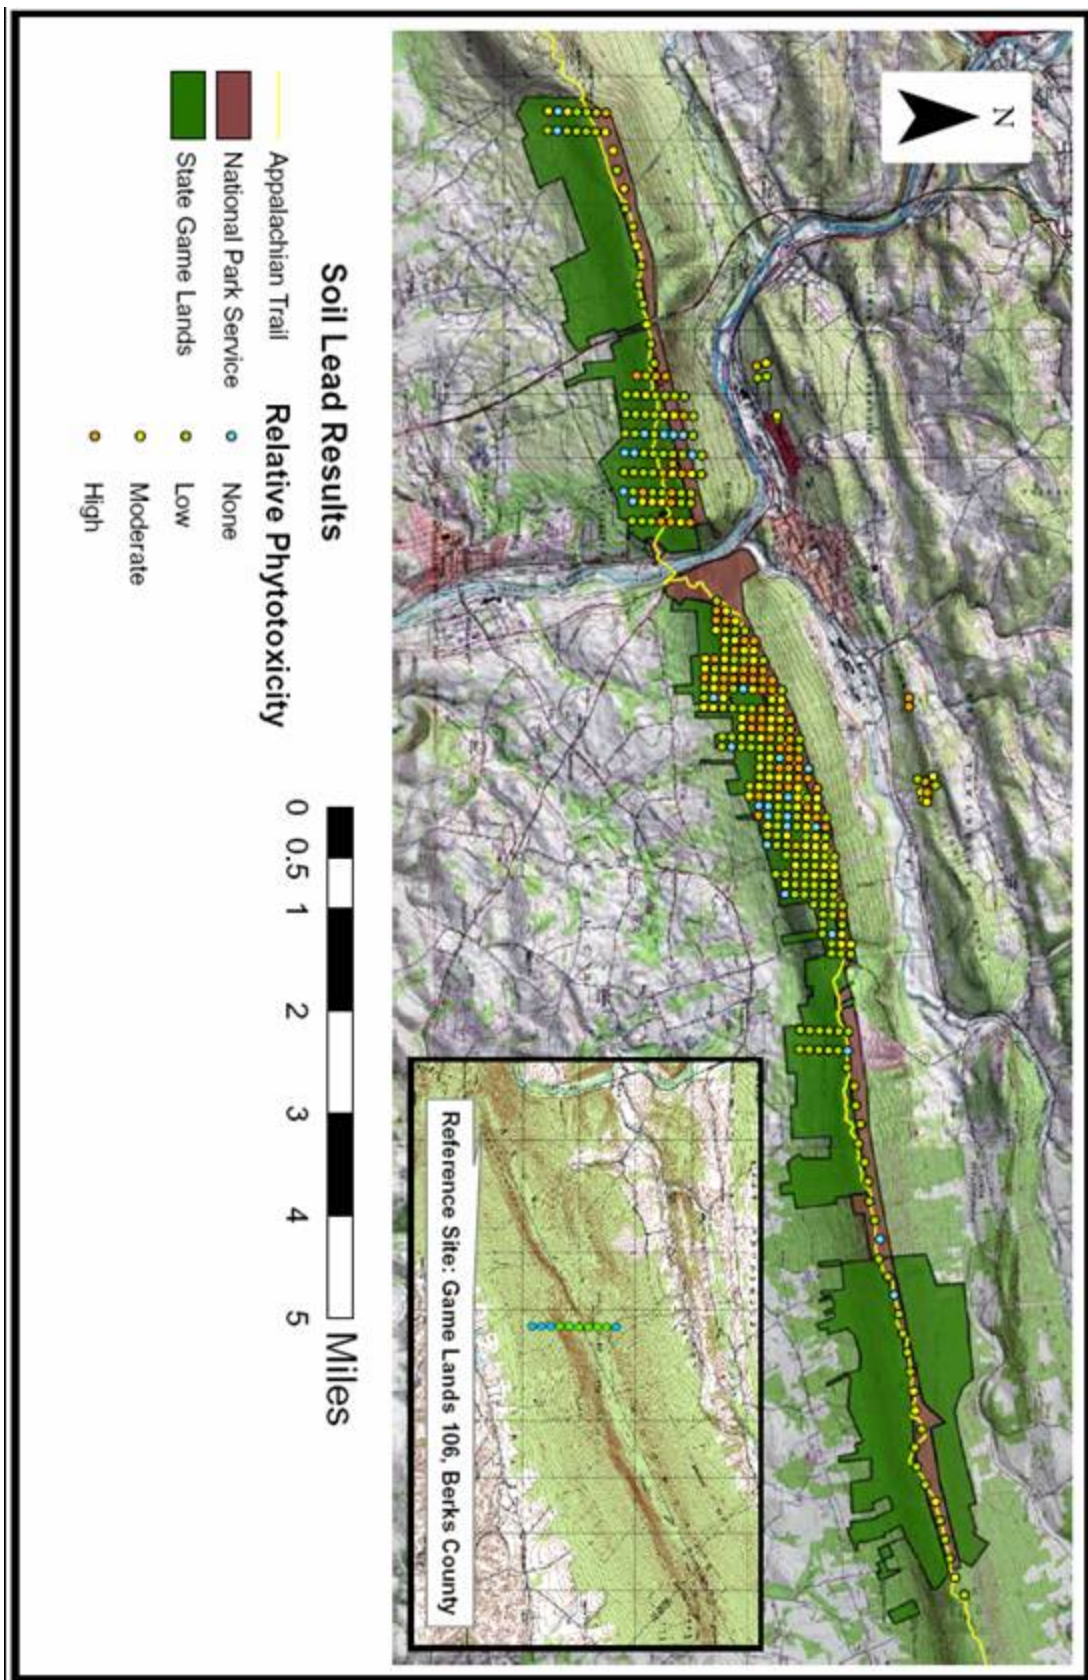 N
Soil Lead Results
Appalachian Trail
National Park Service
State Game Lands
Relative Phytotoxicity
None
Low
Moderate
High
0 0.5 1 2 3 4 5 Miles
Reference Site: Game Lands 106, Berks County